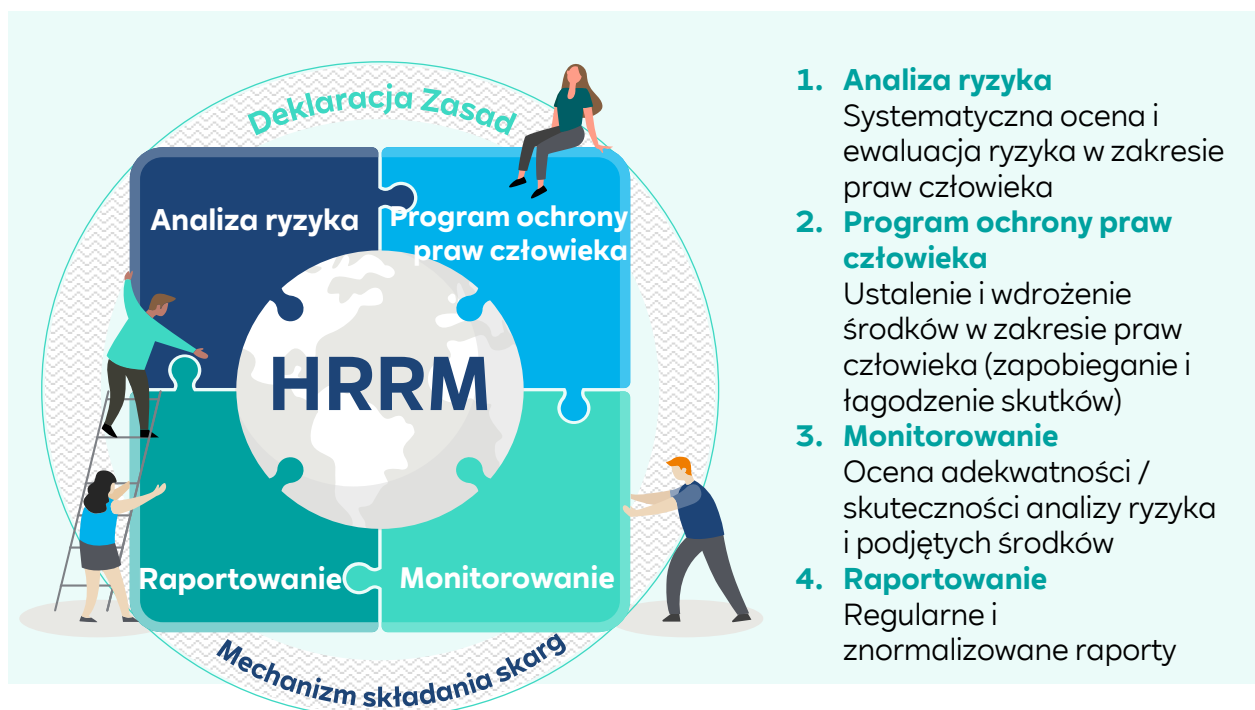 Deklaracja Zasad
Analiza ryzyka
Program ochrony
praw człowieka
HRRM
Raportowanie
Monitorowanie
Mechanizm składania skarg
1. Analiza ryzyka
Systematyczna ocena i
ewaluacja ryzyka w zakresie
praw człowieka
2. Program ochrony praw
człowieka
Ustalenie i wdrożenie
środków w zakresie praw
człowieka (zapobieganie i
łagodzenie skutków)
3. Monitorowanie
Ocena adekwatności /
skuteczności analizy ryzyka
i podjętych środków
4. Raportowanie
Regularne i
znormalizowane raporty